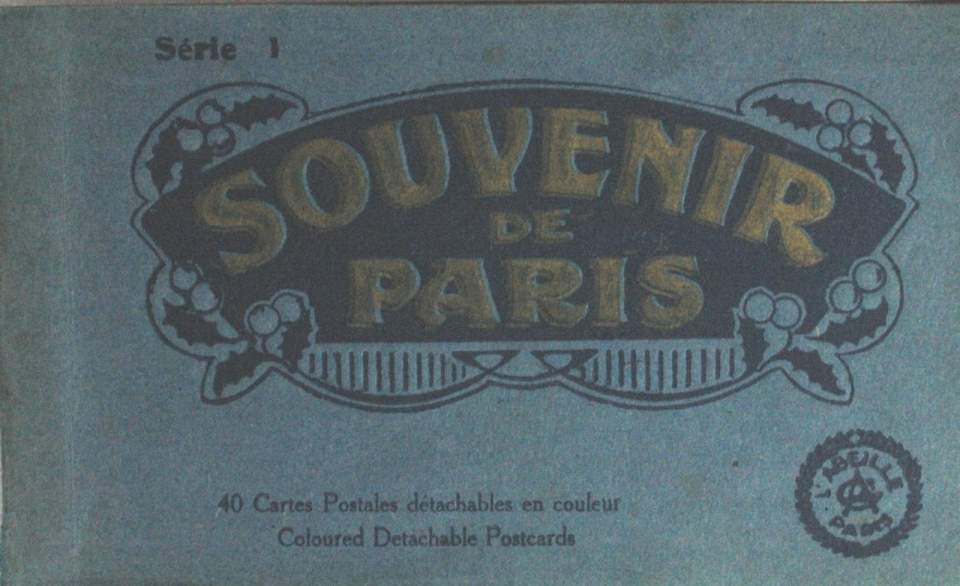 Série 1
SOUVENIR
DE
PARIS
40 Cartes Postales détachables en couleur
Coloured Detachable Postcards
L'ABEILLE
PARIS